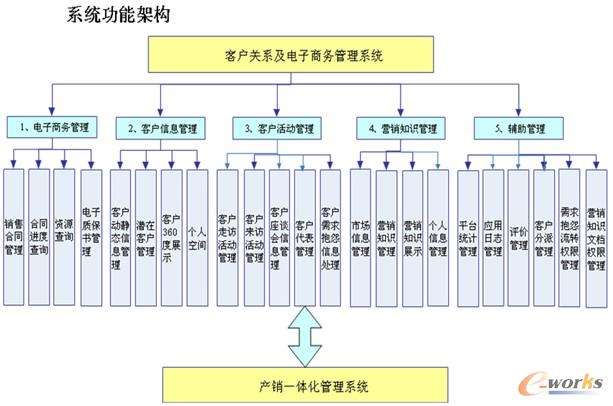 系统功能架构
客户关系及电子商务管理系统
1、电子商务管理
2、客户信息管理
3、客户活动管理
4、营销知识管理
5、辅助管理
销售合同管理
合同进度查询
资源查询
电子质保书管理
客户动静态信息管理
潜在客户管理
客户360度展示
个人空间
客户走访活动管理
客户来访活动管理
客户座谈会信息管理
客户代表管理
客户需求抱怨信息处理
市场信息管理
营销知识管理
营销知识展示
个人信息管理
平台统计管理
应用日志管理
评价管理
客户分派管理
需求抱怨流转权限管理
营销知识文档权限管理
产销一体化管理系统
e-works